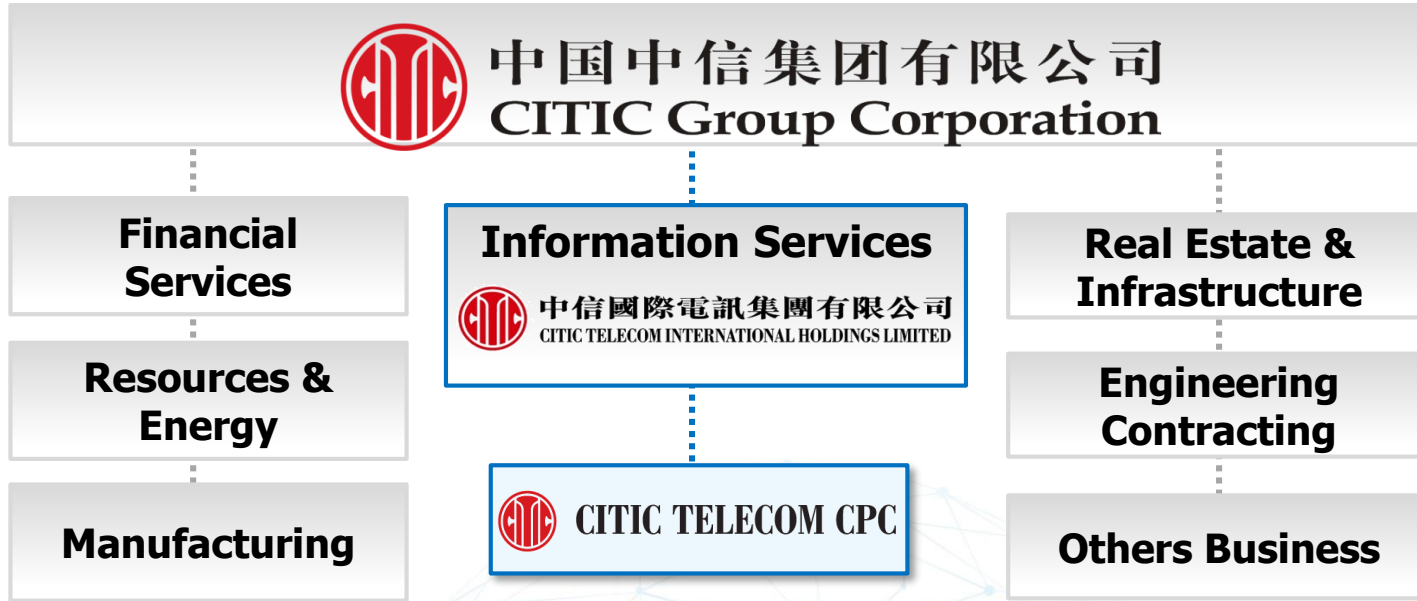 中国中信集团有限公司
CITIC Group Corporation
Financial
Services
Resources &
Energy
Manufacturing
Information Services
中信國際電訊集團有限公司
CITIC TELECOM INTERNATIONAL HOLDINGS LIMITED
CITIC TELECOM CPC
Real Estate &
Infrastructure
Engineering
Contracting
Others Business